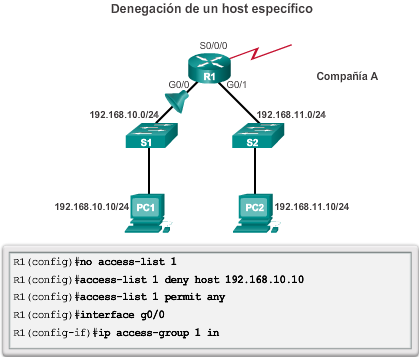 Denegación de un host específico
S0/0/0
R1
G0/0
G0/1
Compañía A
192.168.10.0/24
192.168.11.0/24
S1
S2
192.168.10.10/24
PC1
PC2
192.168.11.10/24
R1(config)#no access-list 1
R1(config)#access-list 1 deny host 192.168.10.10
R1(config)#access-list 1 permit any
R1(config)#interface g0/0
R1(config-if)#ip access-group 1 in